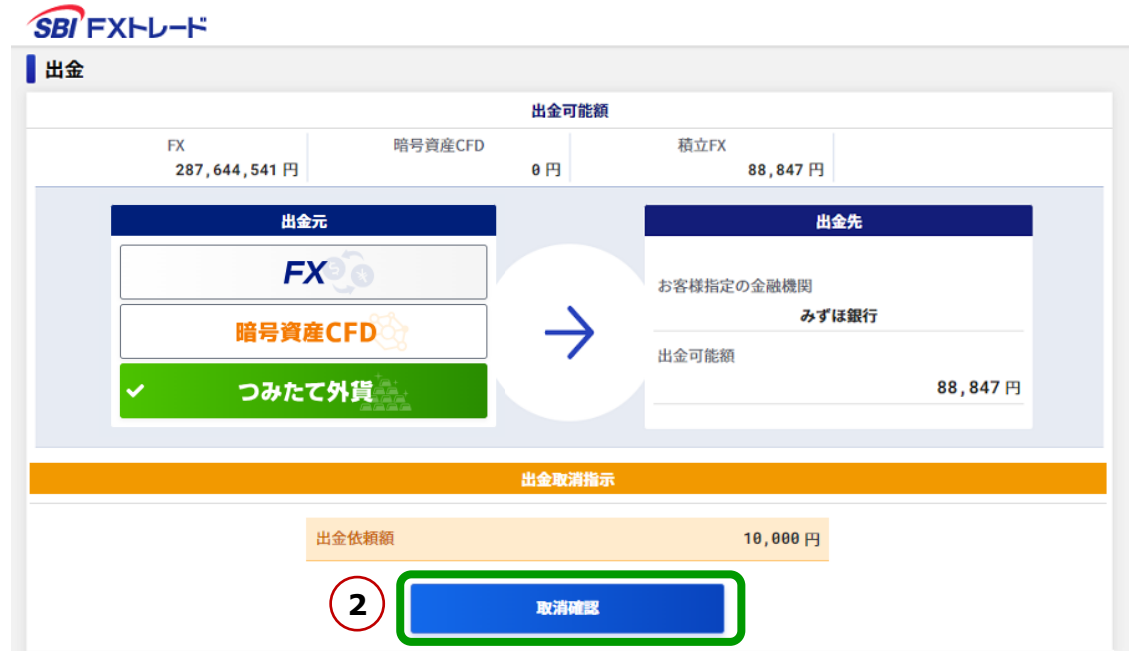 SBI FXトレード
出金
出金可能額
FX
287,644,541 円
暗号資産CFD
0 円
積立FX
88,847 円
出金元
FX
暗号資産CFD
つみたて外貨
出金先
お客様指定の金融機関
みずほ銀行
出金可能額
88,847 円
出金取消指示
出金依頼額
10,000 円
2
取消確認